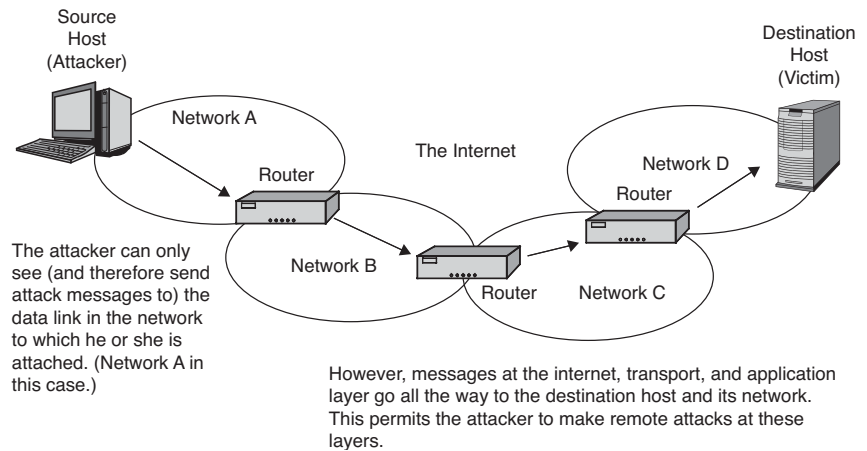 Source
Host
(Attacker)
Destination
Host
(Victim)
Network A
The Internet
Router
Network D
Router
Network B
Router
Network C
The attacker can only
see (and therefore send
attack messages to) the
data link in the network
to which he or she is
attached. (Network A in
this case.)
However, messages at the internet, transport, and application
layer go all the way to the destination host and its network.
This permits the attacker to make remote attacks at these
layers.